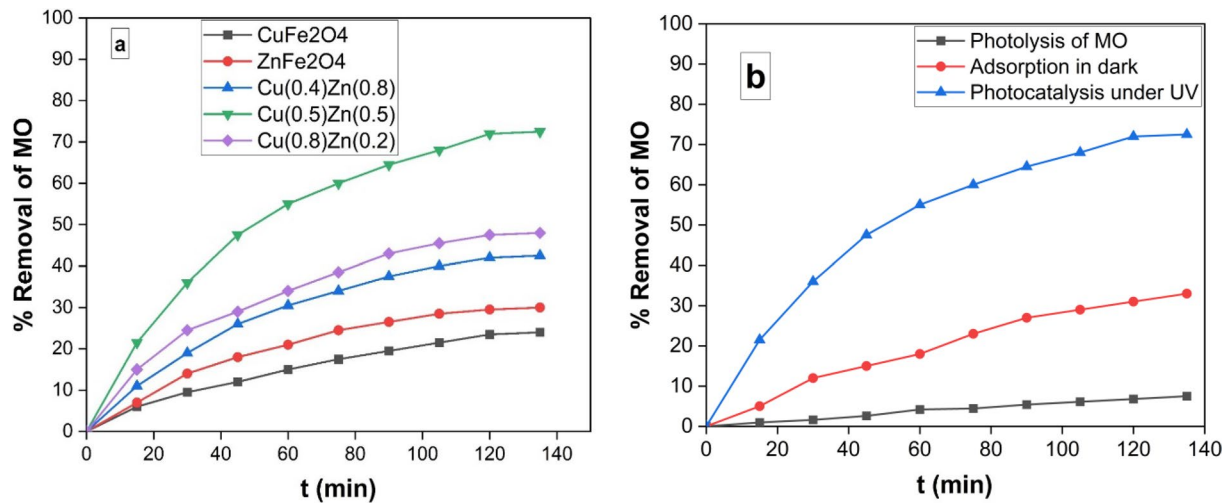 a
CuFe2O4
ZnFe2O4
Cu(0.4)Zn(0.8)
Cu(0.5)Zn(0.5)
Cu(0.8)Zn(0.2)
% Removal of MO
100
90
80
70
60
50
40
30
20
10
0
0 20 40 60 80 100 120 140
t (min)
b
Photolysis of MO
Adsorption in dark
Photocatalysis under UV
% Removal of MO
100
90
80
70
60
50
40
30
20
10
0
0 20 40 60 80 100 120 140
t (min)